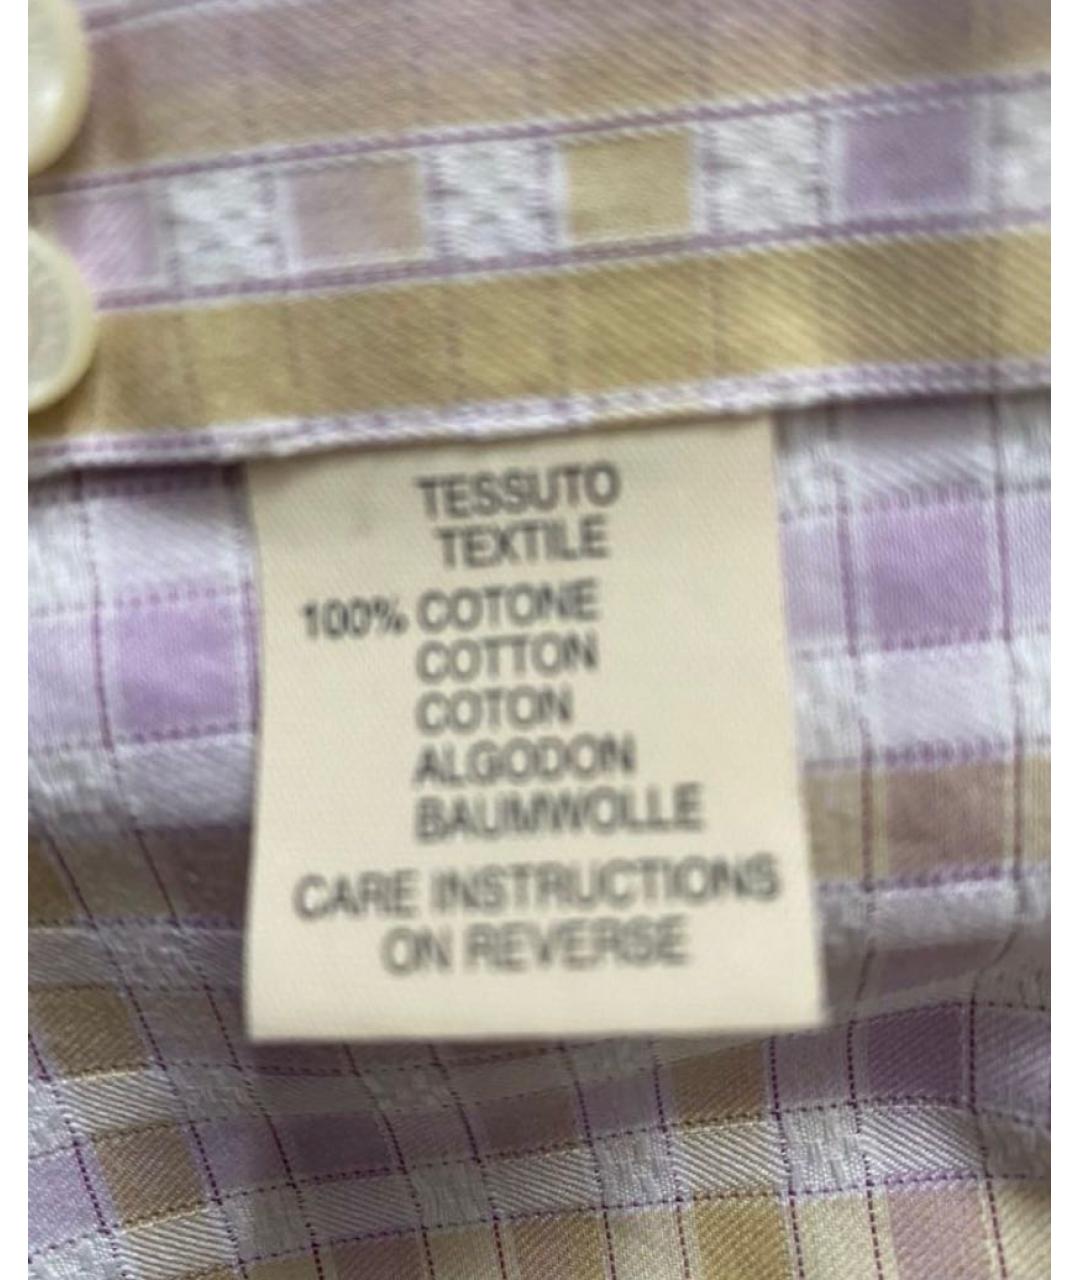 TESSUTO
TEXTILE
100% COTONE
COTTON
COTON
ALGODON
BAUMWOLLE
CARE INSTRUCTIONS
ON REVERSE